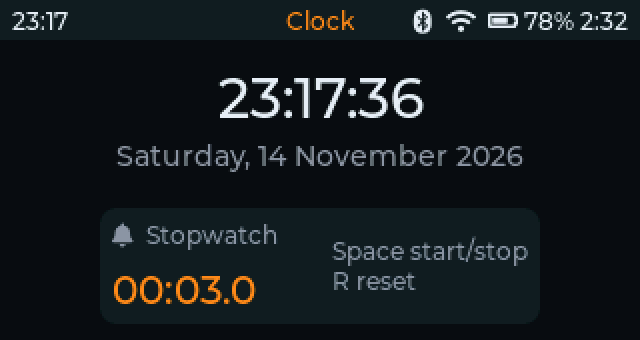 23:17 Clock 78% 2:32
23:17:36
Saturday, 14 November 2026
Stopwatch
00:03.0
Space start/stop
R reset